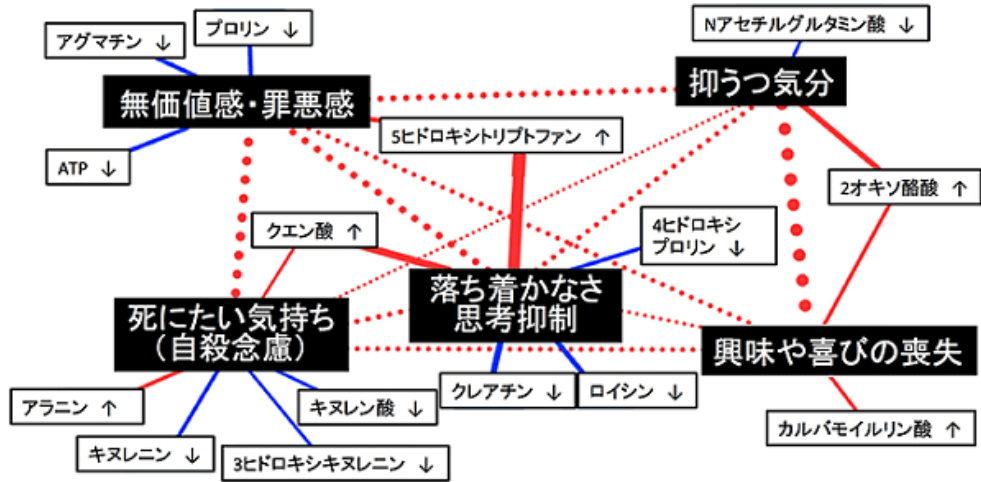 Nアセチルグルタミン酸 ↓
プロリン ↓
アグマチン ↓
抑うつ気分
無価値感・罪悪感
5ヒドロキシトリプトファン ↑
ATP ↓
2オキソ酪酸 ↑
クエン酸 ↑
4ヒドロキシ
プロリン ↓
落ち着かなさ
思考抑制
死にたい気持ち
（自殺念慮）
興味や喜びの喪失
クレアチン ↓
ロイシン ↓
アラニン ↑
キヌレン酸 ↓
カルバモイルリン酸 ↑
キヌレニン ↓
3ヒドロキシキヌレニン ↓